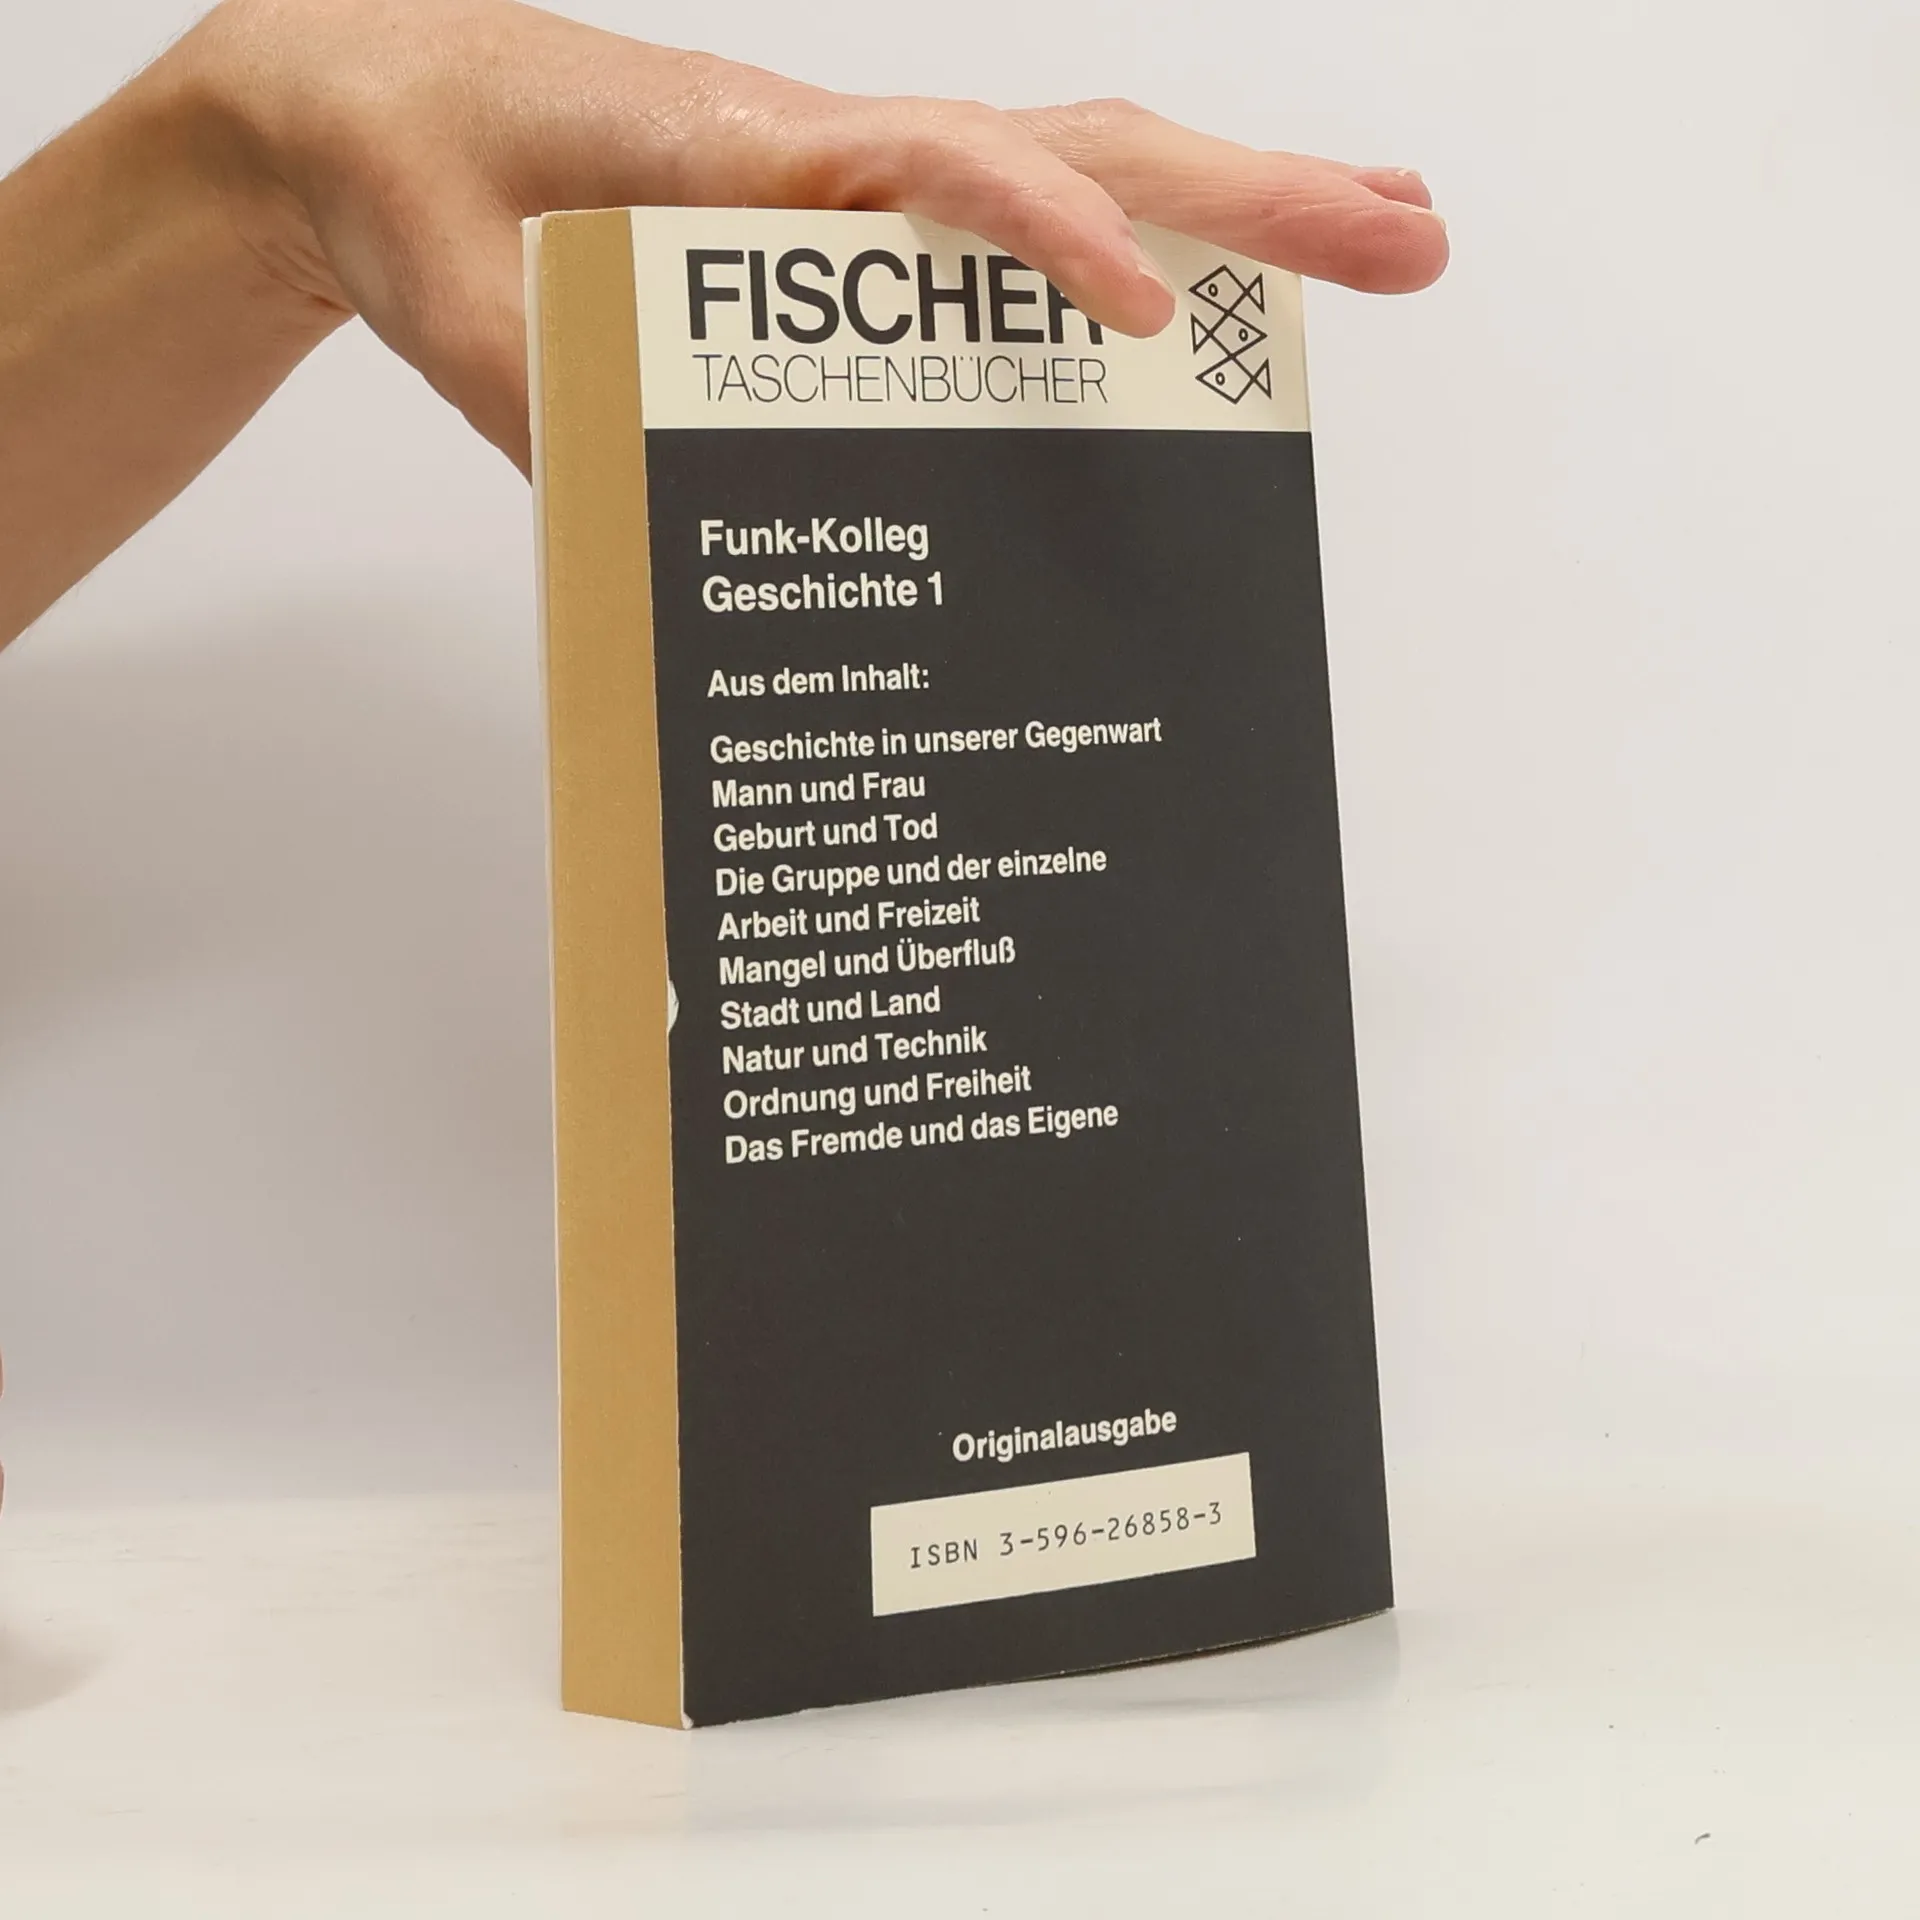 FISCHER
TASCHENBÜCHER
Funk-Kolleg
Geschichte 1
Aus dem Inhalt:
Geschichte in unserer Gegenwart
Mann und Frau
Geburt und Tod
Die Gruppe und der einzelne
Arbeit und Freizeit
Mangel und Überfluß
Stadt und Land
Natur und Technik
Ordnung und Freiheit
Das Fremde und das Eigene
Originalausgabe
ISBN 3-596-26858-3